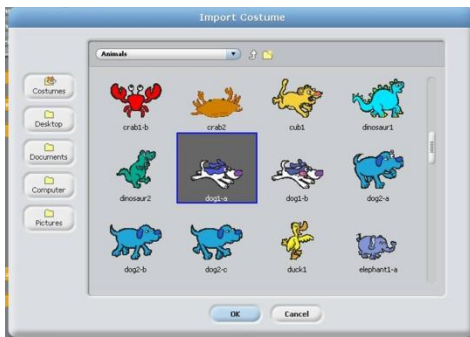 Import Costume
Animals
Costumes
Desktop
Documents
Computer
Pictures
crab1-b
crab2
cub1
dinosaur1
dinosaur2
dog1-a
dog1-b
dog2-a
dog2-b
dog2-c
duck1
elephant1-a
OK
Cancel